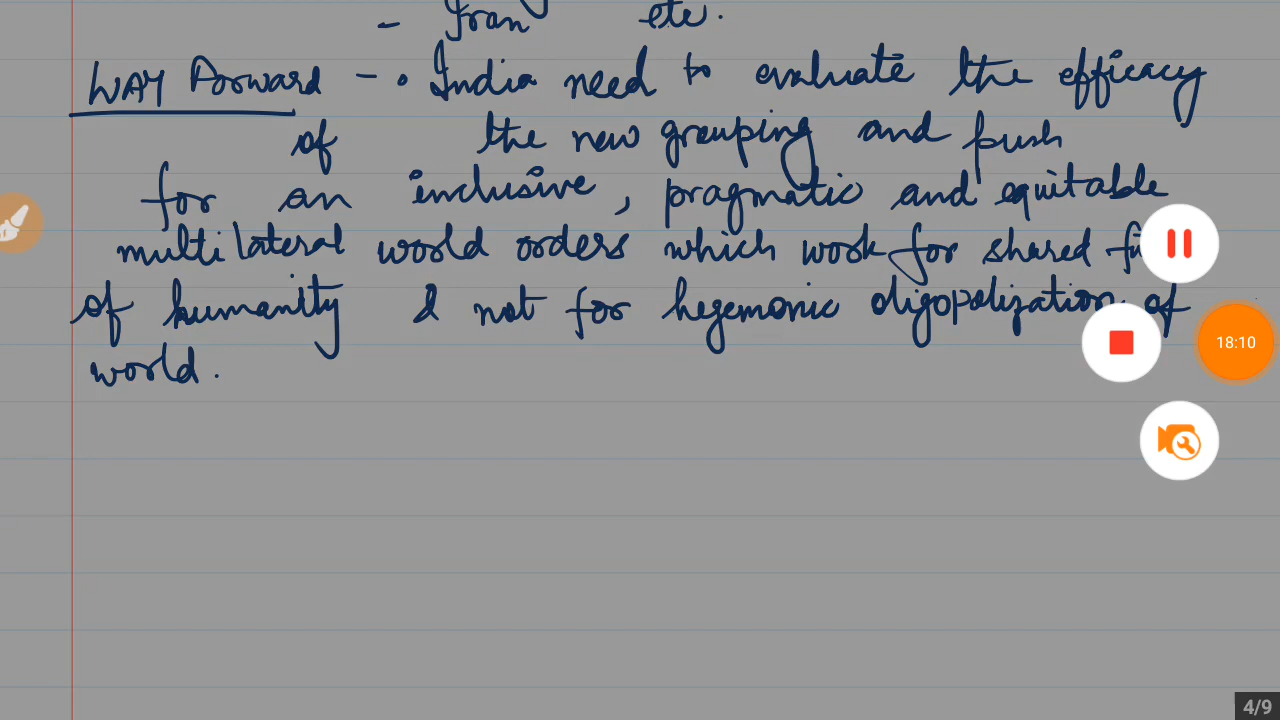 - Iran etc.
WAY Forward - • India need to evaluate the efficacy
of the new grouping and push
for an inclusive, pragmatic and equitable
multilateral world orders which work for shared
of humanity & not for hegemonic oligopolization of
world.
18:10
4/9